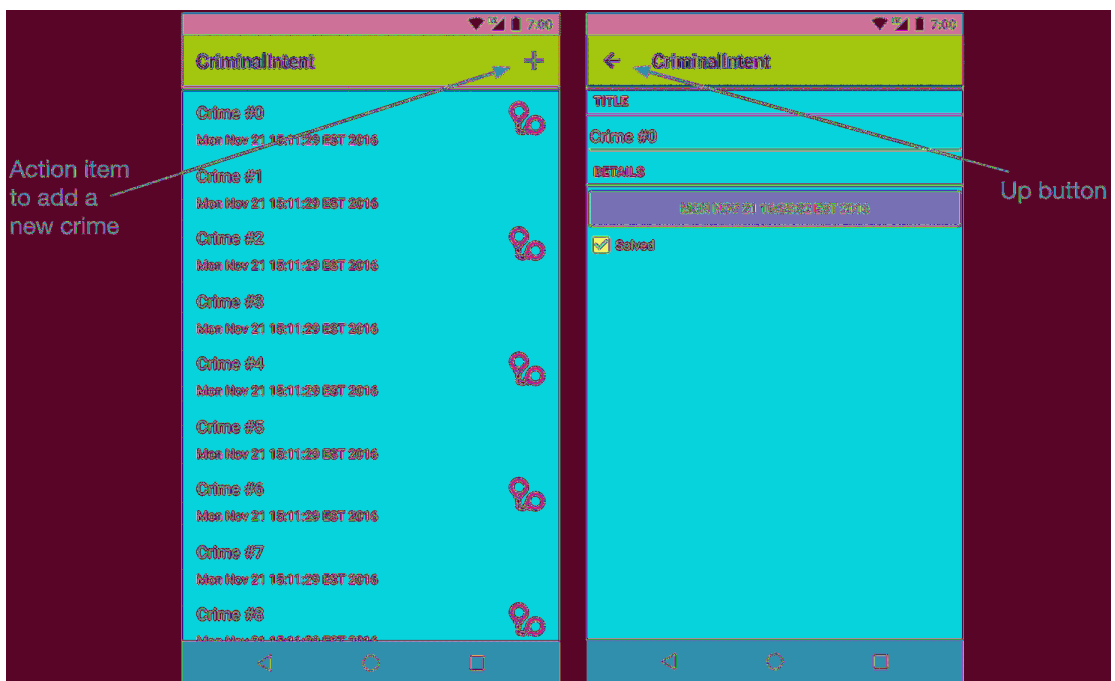 7:00
CriminalIntent
Crime #0
Mon Nov 21 15:11:29 EST 2016
Crime #1
Mon Nov 21 15:11:29 EST 2016
Crime #2
Mon Nov 21 15:11:29 EST 2016
Crime #3
Mon Nov 21 15:11:29 EST 2016
Crime #4
Mon Nov 21 15:11:29 EST 2016
Crime #5
Mon Nov 21 15:11:29 EST 2016
Crime #6
Mon Nov 21 15:11:29 EST 2016
Crime #7
Mon Nov 21 15:11:29 EST 2016
Crime #8
Action item
to add a
new crime
7:00
CriminalIntent
TITLE
Crime #0
DETAILS
Solved
Up button